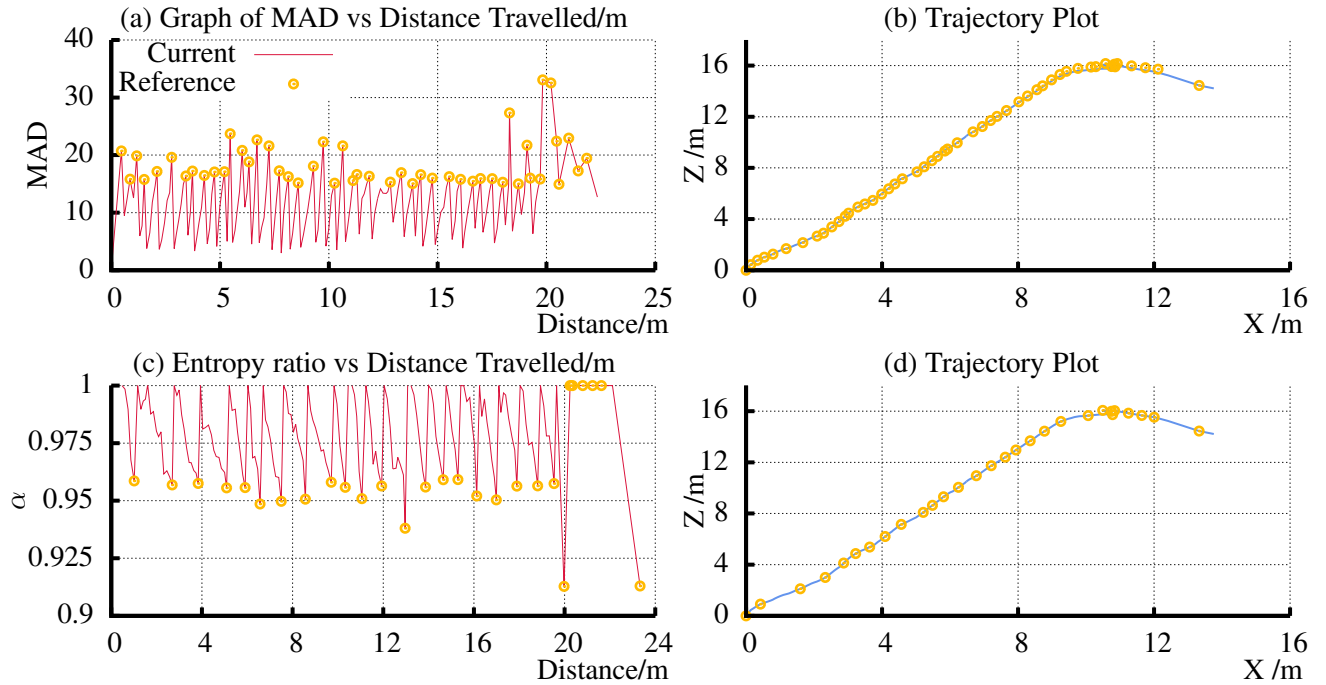 (a) Graph of MAD vs Distance Travelled/m
40
30
20
10
0
MAD
Current
Reference
0 5 10 15 20 25
Distance/m
(b) Trajectory Plot
16
12
8
4
0
Z /m
0 4 8 12 16
X /m
(c) Entropy ratio vs Distance Travelled/m
1
0.975
0.95
0.925
0.9
α
0 4 8 12 16 20 24
Distance/m
(d) Trajectory Plot
16
12
8
4
0
Z /m
0 4 8 12 16
X /m